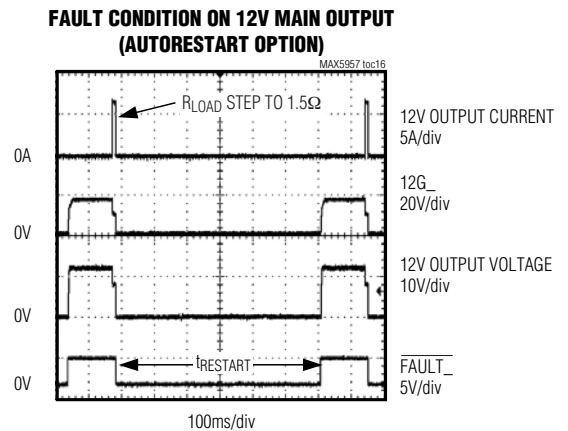 FAULT CONDITION ON 12V MAIN OUTPUT
(AUTORESTART OPTION)
MAX5957 toc16
RLOAD STEP TO 1.5Ω
12V OUTPUT CURRENT
5A/div
0A
12G_
20V/div
0V
12V OUTPUT VOLTAGE
10V/div
0V
tRESTART
FAULT_
5V/div
0V
100ms/div